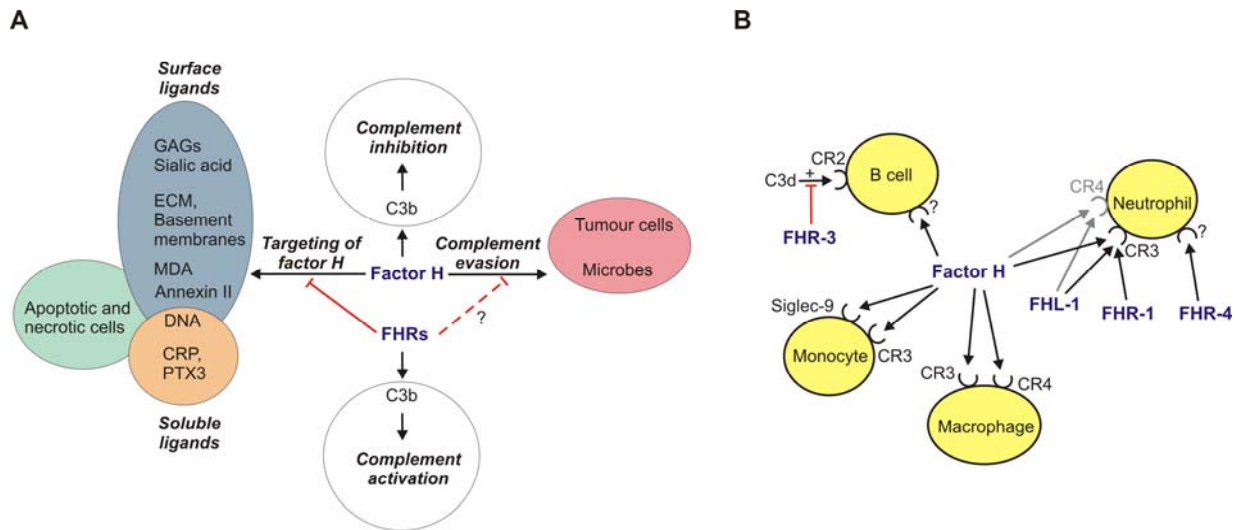 A
Surface
ligands
GAGs
Sialic acid
ECM,
Basement
membranes
MDA
Annexin II
Apoptotic and
necrotic cells
DNA
CRP,
PTX3
Soluble
ligands
Complement
inhibition
C3b
Targeting of
factor H
Factor H
Complement
evasion
Tumour cells
Microbes
?
FHRs
C3b
Complement
activation
B
CR2
C3d
+
B cell
FHR-3
?
CR4
Neutrophil
?
CR3
Factor H
FHL-1
FHR-1
FHR-4
Siglec-9
Monocyte
CR3
CR3
CR4
Macrophage